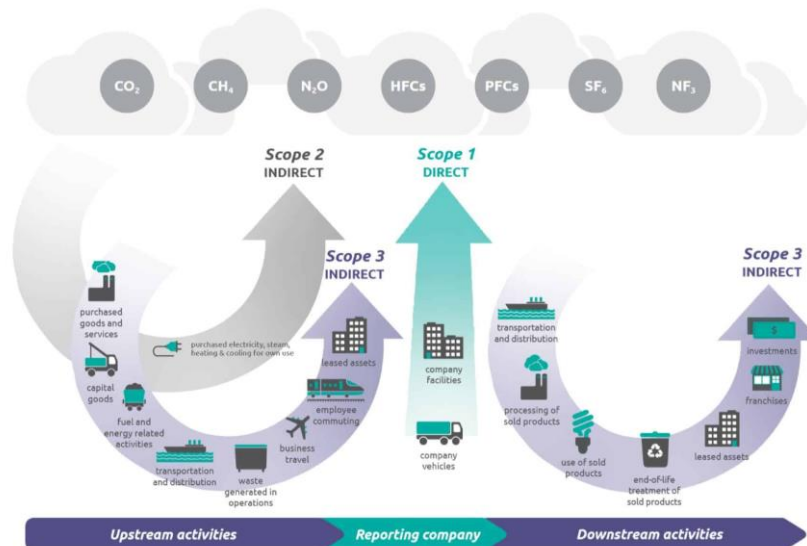 CO₂
CH₄
N₂O
HFCs
PFCs
SF₆
NF₃
Scope 2
INDIRECT
Scope 1
DIRECT
Scope 3
INDIRECT
Scope 3
INDIRECT
purchased
goods and
services
capital
goods
fuel and
energy related
activities
transportation
and distribution
waste
generated in
operations
business
travel
employee
commuting
leased assets
purchased electricity, steam,
heating & cooling for own use
company
facilities
company
vehicles
transportation
and distribution
processing of
sold products
use of sold
products
end-of-life
treatment of
sold products
leased assets
franchises
investments
$
Upstream activities
Reporting company
Downstream activities